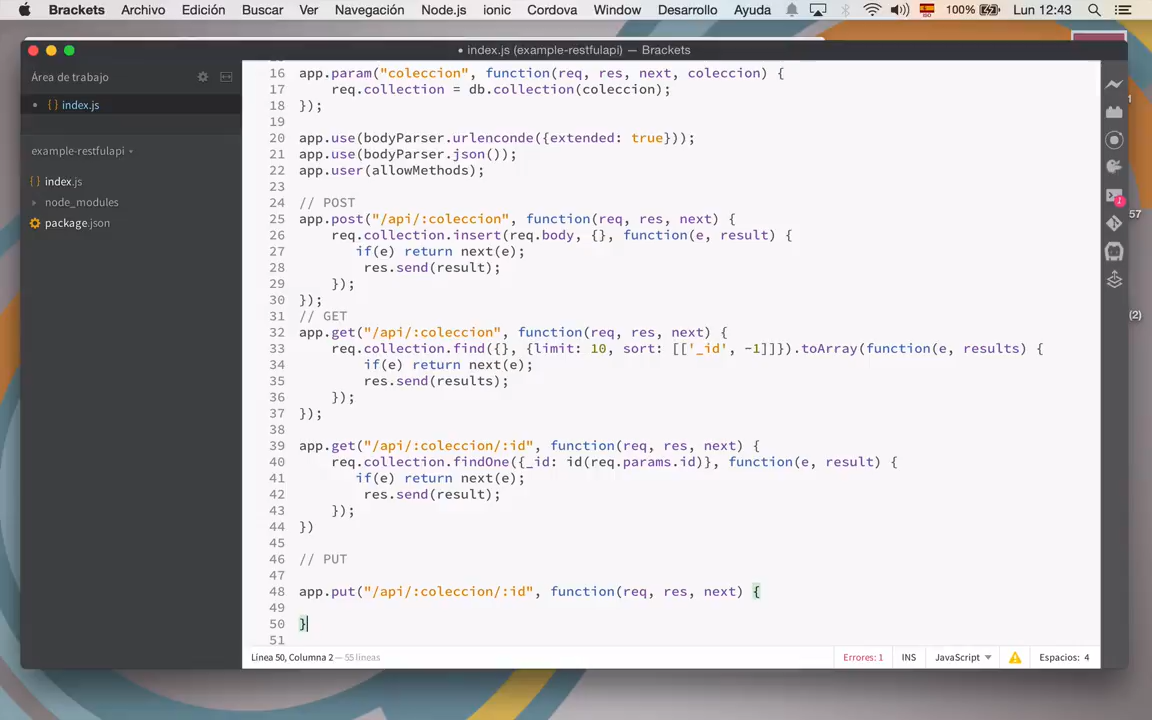 Brackets Archivo Edición Buscar Ver Navegación Node.js ionic Cordova Window Desarrollo Ayuda 100% Lun 12:43
• index.js (example-restfulapi) — Brackets
Área de trabajo
index.js
example-restfulapi
index.js
node_modules
package.json
16 app.param("coleccion", function(req, res, next, coleccion) {
17     req.collection = db.collection(coleccion);
18 });
19
20 app.use(bodyParser.urlenconde({extended: true}));
21 app.use(bodyParser.json());
22 app.user(allowMethods);
23
24 // POST
25 app.post("/api/:coleccion", function(req, res, next) {
26     req.collection.insert(req.body, {}, function(e, result) {
27        if(e) return next(e);
28         res.send(result);
29     });
30 });
31 // GET
32 app.get("/api/:coleccion", function(req, res, next) {
33     req.collection.find({}, {limit: 10, sort: [['_id', -1]]}).toArray(function(e, results) {
34         if(e) return next(e);
35         res.send(results);
36     });
37 });
38
39 app.get("/api/:coleccion/:id", function(req, res, next) {
40     req.collection.findOne({_id: id(req.params.id)}, function(e, result) {
41        if(e) return next(e);
42         res.send(result);
43     });
44 })
45
46 // PUT
47
48 app.put("/api/:coleccion/:id", function(req, res, next) {
49
50 }
51
1
1
57
(2)
Línea 50, Columna 2 — 55 líneas Errores: 1 INS JavaScript Espacios: 4